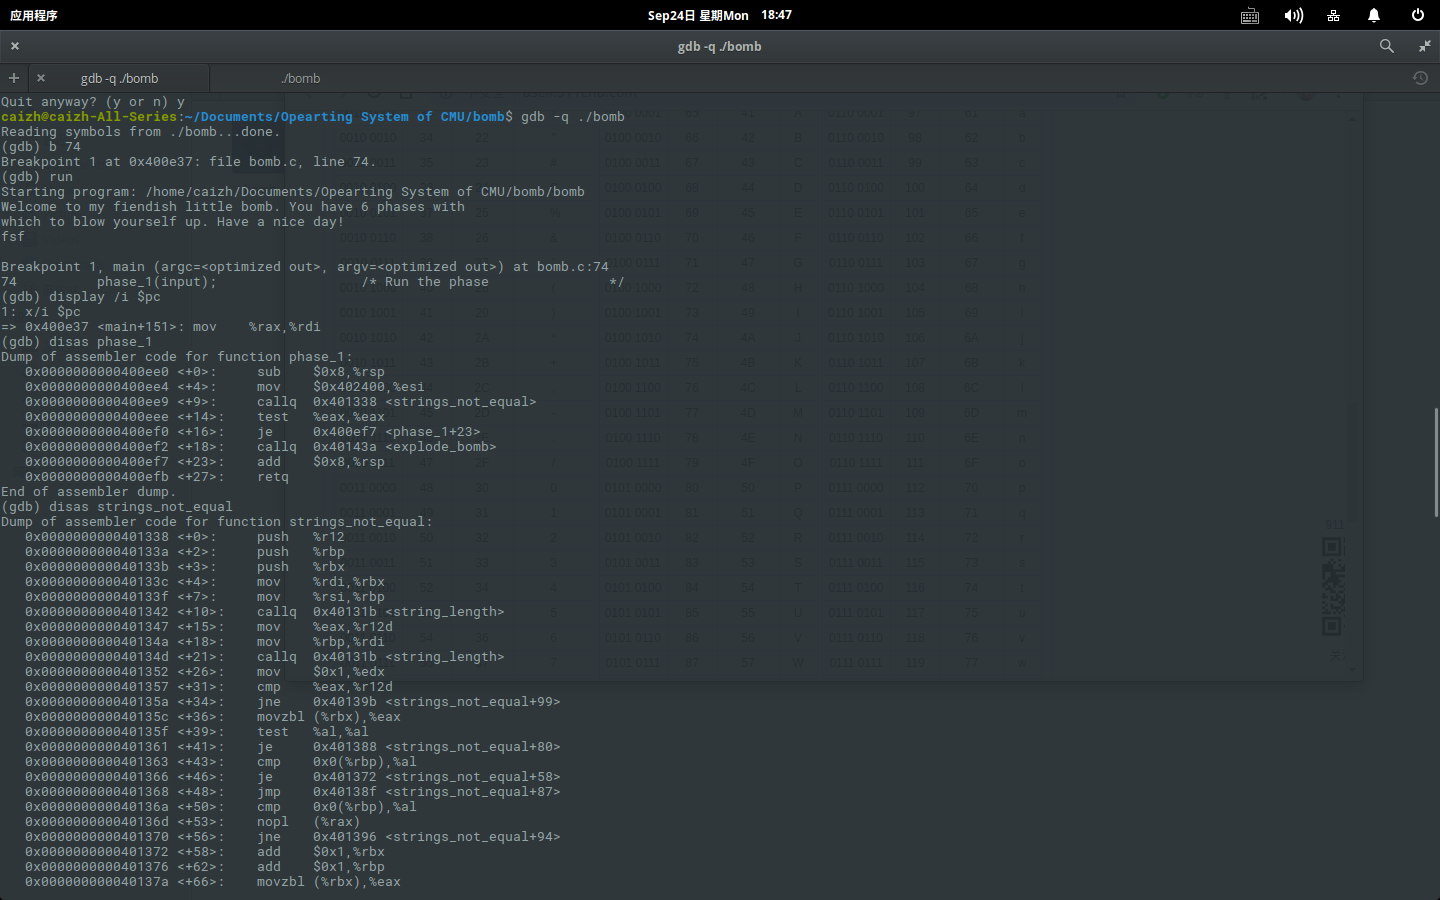 应用程序
Sep24日 星期Mon 18:47
gdb -q ./bomb
gdb -q ./bomb
./bomb
Quit anyway? (y or n) y
caizh@caizh-All-Series:~/Documents/Opearting System of CMU/bomb$ gdb -q ./bomb
Reading symbols from ./bomb...done.
(gdb) b 74
Breakpoint 1 at 0x400e37: file bomb.c, line 74.
(gdb) run
Starting program: /home/caizh/Documents/Opearting System of CMU/bomb/bomb
Welcome to my fiendish little bomb. You have 6 phases with
which to blow yourself up. Have a nice day!
fsf
Breakpoint 1, main (argc=<optimized out>, argv=<optimized out>) at bomb.c:74
74 phase_1(input); /* Run the phase */
(gdb) display /i $pc
1: x/i $pc
=> 0x400e37 <main+151>: mov %rax,%rdi
(gdb) disas phase_1
Dump of assembler code for function phase_1:
0x0000000000400ee0 <+0>: sub $0x8,%rsp
0x0000000000400ee4 <+4>: mov $0x402400,%esi
0x0000000000400ee9 <+9>: callq 0x401338 <strings_not_equal>
0x0000000000400eee <+14>: test %eax,%eax
0x0000000000400ef0 <+16>: je 0x400ef7 <phase_1+23>
0x0000000000400ef2 <+18>: callq 0x40143a <explode_bomb>
0x0000000000400ef7 <+23>: add $0x8,%rsp
0x0000000000400efb <+27>: retq
End of assembler dump.
(gdb) disas strings_not_equal
Dump of assembler code for function strings_not_equal:
0x0000000000401338 <+0>: push %r12
0x000000000040133a <+2>: push %rbp
0x000000000040133b <+3>: push %rbx
0x000000000040133c <+4>: mov %rdi,%rbx
0x000000000040133f <+7>: mov %rsi,%rbp
0x0000000000401342 <+10>: callq 0x40131b <string_length>
0x0000000000401347 <+15>: mov %eax,%r12d
0x000000000040134a <+18>: mov %rbp,%rdi
0x000000000040134d <+21>: callq 0x40131b <string_length>
0x0000000000401352 <+26>: mov $0x1,%edx
0x0000000000401357 <+31>: cmp %eax,%r12d
0x000000000040135a <+34>: jne 0x40139b <strings_not_equal+99>
0x000000000040135c <+36>: movzbl (%rbx),%eax
0x000000000040135f <+39>: test %al,%al
0x0000000000401361 <+41>: je 0x401388 <strings_not_equal+80>
0x0000000000401363 <+43>: cmp 0x0(%rbp),%al
0x0000000000401366 <+46>: je 0x401372 <strings_not_equal+58>
0x0000000000401368 <+48>: jmp 0x40138f <strings_not_equal+87>
0x000000000040136a <+50>: cmp 0x0(%rbp),%al
0x000000000040136d <+53>: nopl (%rax)
0x0000000000401370 <+56>: jne 0x401396 <strings_not_equal+94>
0x0000000000401372 <+58>: add $0x1,%rbx
0x0000000000401376 <+62>: add $0x1,%rbp
0x000000000040137a <+66>: movzbl (%rbx),%eax